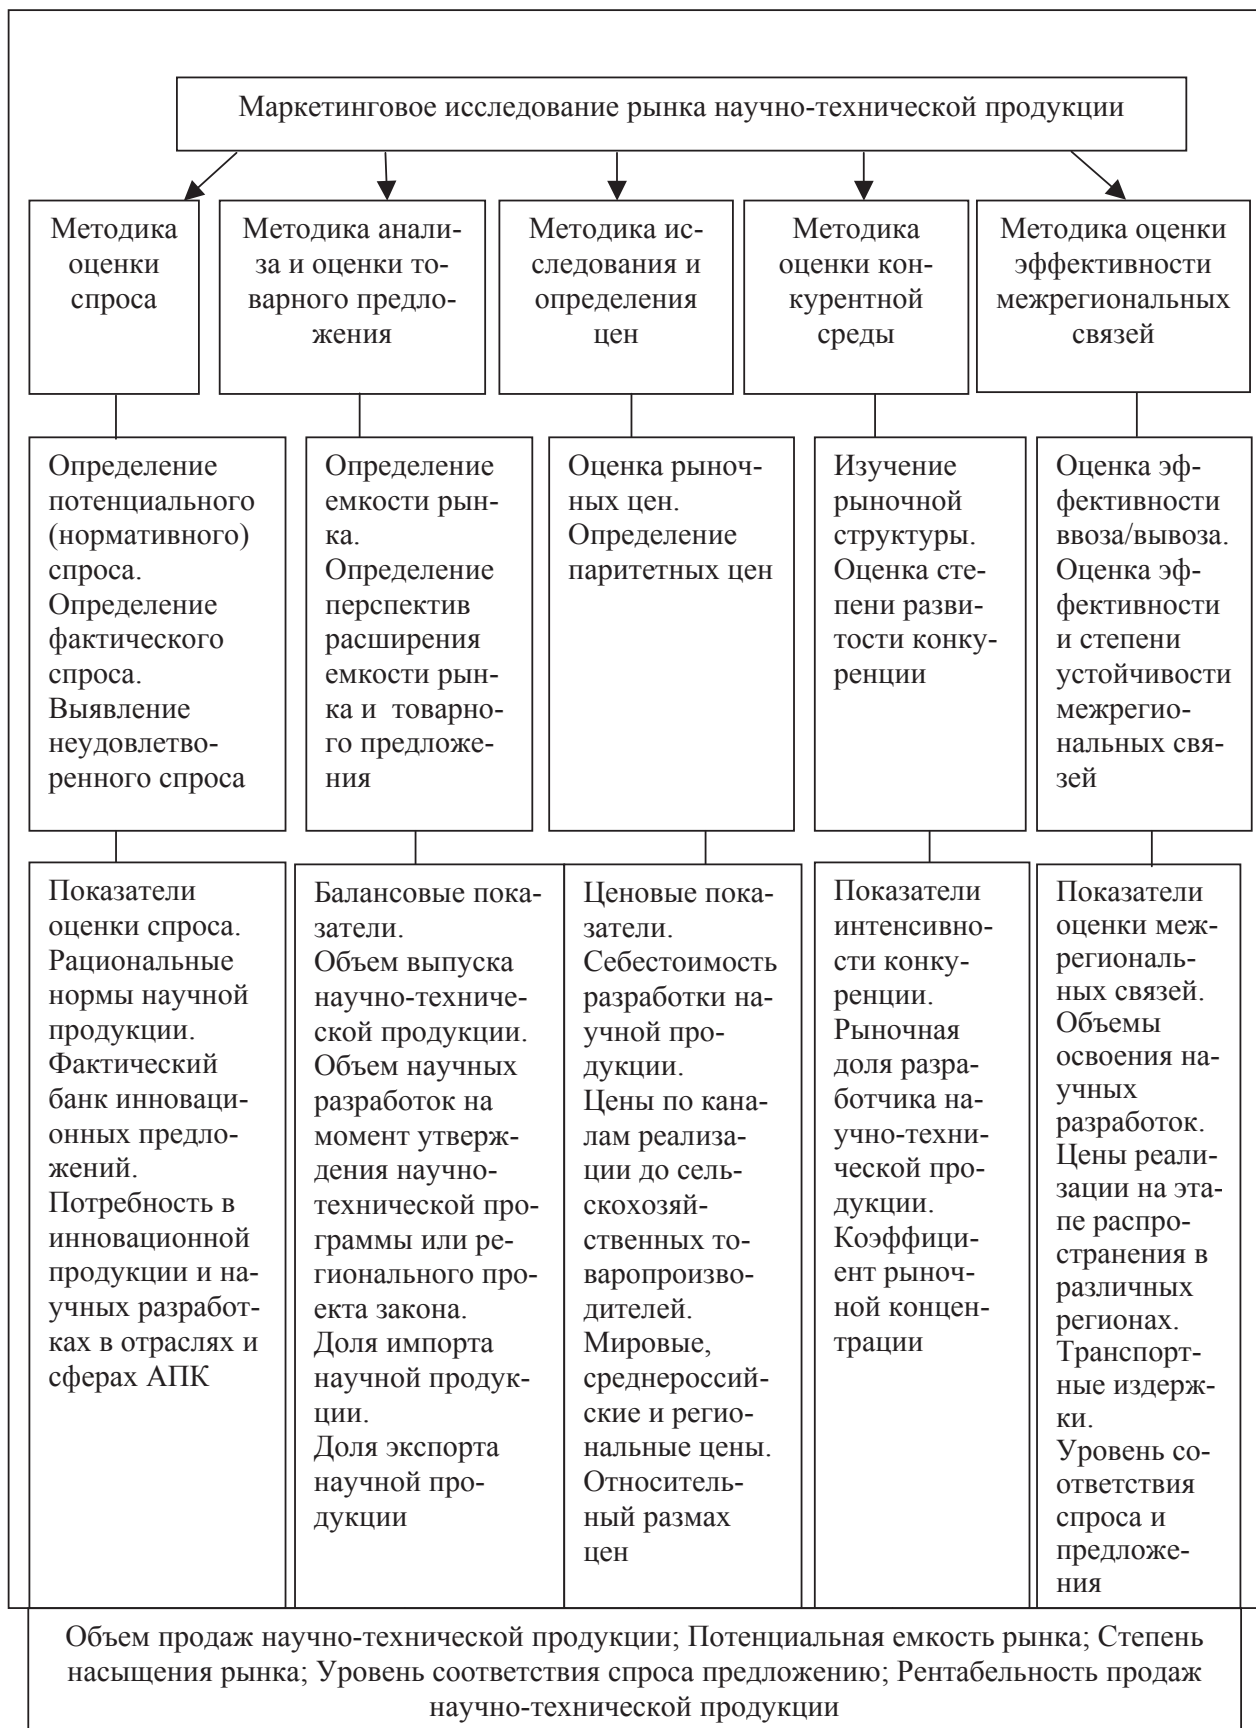 Маркетинговое исследование рынка научно-технической продукции
Методика
оценки
спроса
Методика анали-
за и оценки то-
варного предло-
жения
Методика ис-
следования и
определения
цен
Методика
оценки кон-
курентной
среды
Методика оценки
эффективности
межрегиональных
связей
Определение
потенциального
(нормативного)
спроса.
Определение
фактического
спроса.
Выявление
неудовлетво-
ренного спроса
Определение
емкости рын-
ка.
Определение
перспектив
расширения
емкости рын-
ка и товарно-
го предложе-
ния
Оценка рыноч-
ных цен.
Определение
паритетных цен
Изучение
рыночной
структуры.
Оценка сте-
пени разви-
тости конку-
ренции
Оценка эф-
фективности
ввоза/вывоза.
Оценка эф-
фективности
и степени
устойчивости
межрегио-
нальных свя-
зей
Показатели
оценки спроса.
Рациональные
нормы научной
продукции.
Фактический
банк инноваци-
онных предло-
жений.
Потребность в
инновационной
продукции и на-
учных разработ-
ках в отраслях и
сферах АПК
Балансовые пока-
затели.
Объем выпуска
научно-техниче-
ской продукции.
Объем научных
разработок на
момент утверж-
дения научно-
технической про-
граммы или ре-
гионального про-
екта закона.
Доля импорта
научной продук-
ции.
Доля экспорта
научной про-
дукции
Ценовые пока-
затели.
Себестоимость
разработки на-
учной про-
дукции.
Цены по кана-
лам реализа-
ции до сель-
скохозяй-
ственных то-
варопроизво-
дителей.
Мировые,
среднероссий-
ские и регио-
нальные цены.
Относитель-
ный размах
цен
Показатели
интенсивно-
сти конку-
ренции.
Рыночная
доля разра-
ботчика на-
учно-техни-
ческой про-
дукции.
Коэффици-
ент рыноч-
ной концен-
трации
Показатели
оценки меж-
региональ-
ных связей.
Объемы
освоения на-
учных
разработок.
Цены реали-
зации на эта-
пе распро-
странения в
различных
регионах.
Транспорт-
ные издерж-
ки.
Уровень со-
ответствия
спроса и
предложе-
ния
Объем продаж научно-технической продукции; Потенциальная емкость рынка; Степень
насыщения рынка; Уровень соответствия спроса предложению; Рентабельность продаж
научно-технической продукции